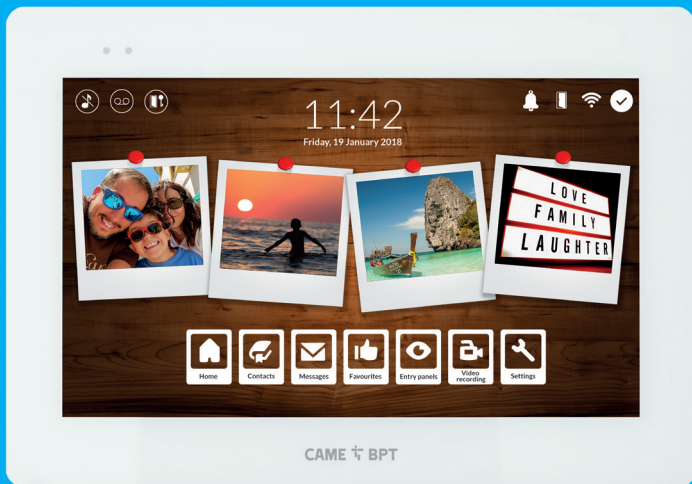 11:42
Friday, 19 January 2018
LOVE
FAMILY
LAUGHTER
Home
Contacts
Messages
Favourites
Entry panels
Video
recording
Settings
CAME BPT